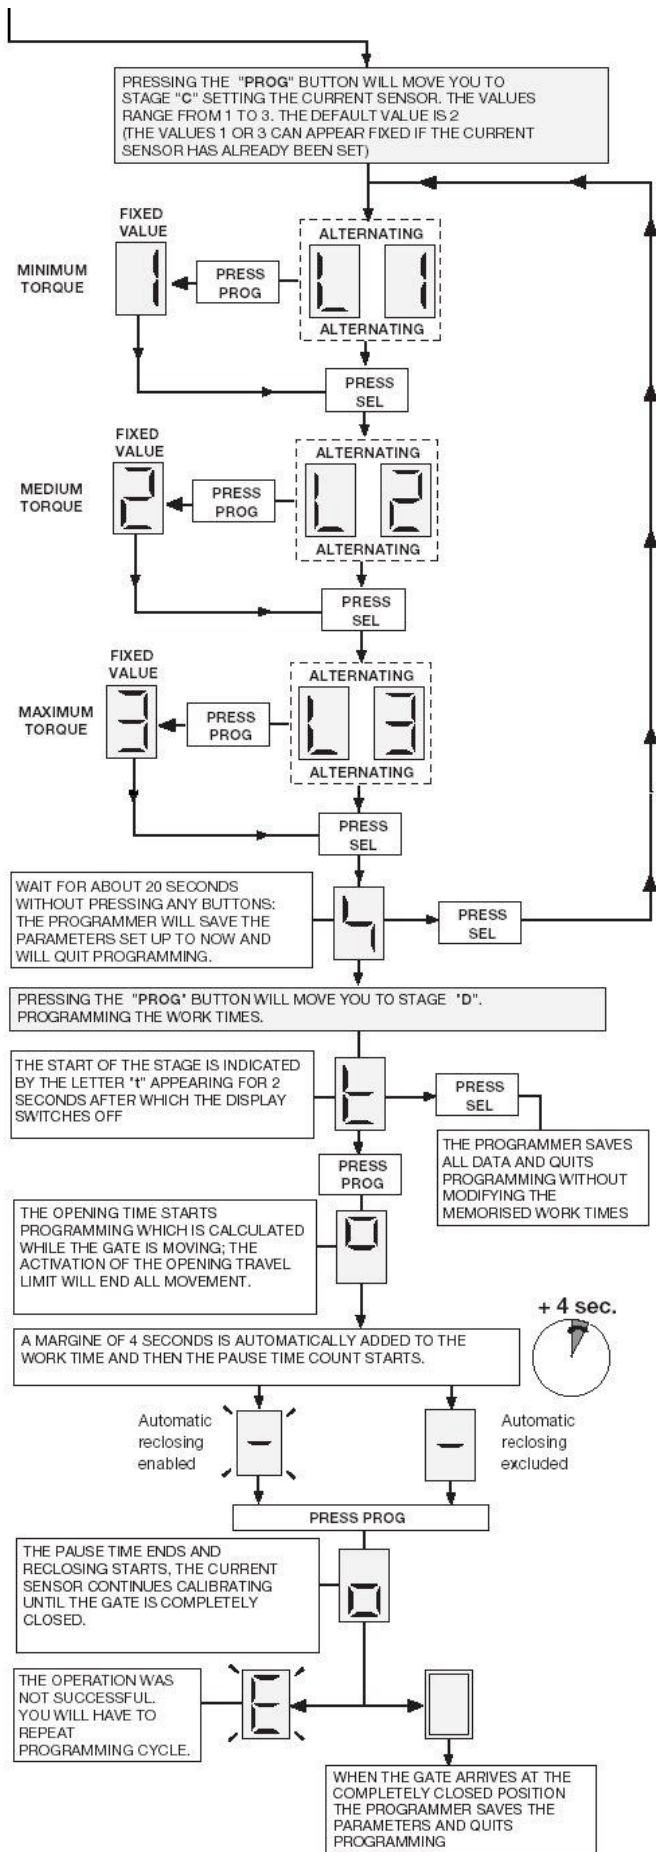 PRESSING THE "PROG" BUTTON WILL MOVE YOU TO
STAGE "C" SETTING THE CURRENT SENSOR. THE VALUES
RANGE FROM 1 TO 3. THE DEFAULT VALUE IS 2
(THE VALUES 1 OR 3 CAN APPEAR FIXED IF THE CURRENT
SENSOR HAS ALREADY BEEN SET)
FIXED
VALUE
ALTERNATING
MINIMUM
TORQUE
1
PRESS
PROG
L 1
ALTERNATING
PRESS
SEL
FIXED
VALUE
ALTERNATING
MEDIUM
TORQUE
2
PRESS
PROG
L 2
ALTERNATING
PRESS
SEL
FIXED
VALUE
ALTERNATING
MAXIMUM
TORQUE
3
PRESS
PROG
L 3
ALTERNATING
PRESS
SEL
WAIT FOR ABOUT 20 SECONDS
WITHOUT PRESSING ANY BUTTONS:
THE PROGRAMMER WILL SAVE THE
PARAMETERS SET UP TO NOW AND
WILL QUIT PROGRAMMING.
4
PRESS
SEL
PRESSING THE "PROG" BUTTON WILL MOVE YOU TO STAGE "D".
PROGRAMMING THE WORK TIMES.
THE START OF THE STAGE IS INDICATED
BY THE LETTER "t" APPEARING FOR 2
SECONDS AFTER WHICH THE DISPLAY
SWITCHES OFF
t
PRESS
SEL
THE PROGRAMMER SAVES
ALL DATA AND QUITS
PROGRAMMING WITHOUT
MODIFYING THE
MEMORISED WORK TIMES
PRESS
PROG
THE OPENING TIME STARTS
PROGRAMMING WHICH IS CALCULATED
WHILE THE GATE IS MOVING; THE
ACTIVATION OF THE OPENING TRAVEL
LIMIT WILL END ALL MOVEMENT.
o
+ 4 sec.
A MARGINE OF 4 SECONDS IS AUTOMATICALLY ADDED TO THE
WORK TIME AND THEN THE PAUSE TIME COUNT STARTS.
Automatic
reclosing
enabled
-
-
Automatic
reclosing
excluded
PRESS PROG
THE PAUSE TIME ENDS AND
RECLOSING STARTS, THE CURRENT
SENSOR CONTINUES CALIBRATING
UNTIL THE GATE IS COMPLETELY
CLOSED.
o
THE OPERATION WAS
NOT SUCCESSFUL.
YOU WILL HAVE TO
REPEAT
PROGRAMMING CYCLE.
E
WHEN THE GATE ARRIVES AT THE
COMPLETELY CLOSED POSITION
THE PROGRAMMER SAVES THE
PARAMETERS AND QUITS
PROGRAMMING